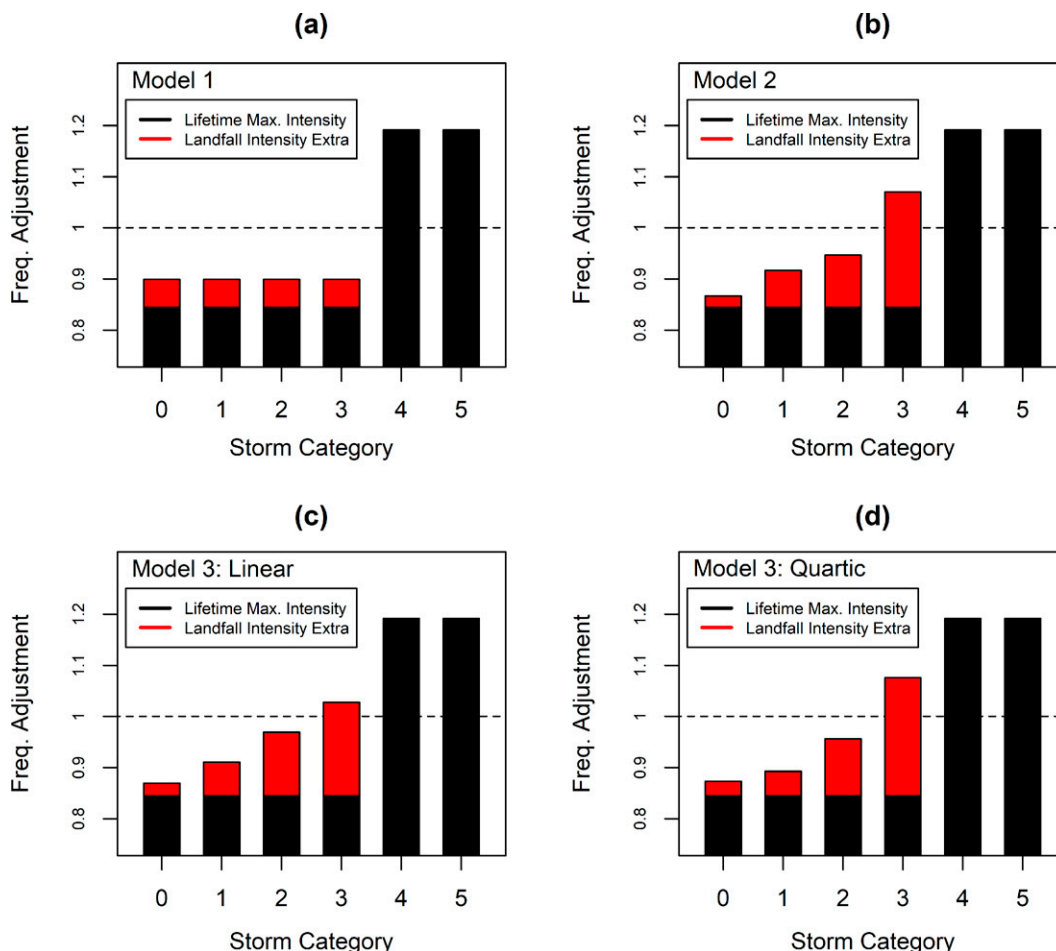 (a)
Model 1
Lifetime Max. Intensity
Landfall Intensity Extra
Freq. Adjustment
1.2
1.1
1
0.9
0.8
0 1 2 3 4 5
Storm Category
(b)
Model 2
Lifetime Max. Intensity
Landfall Intensity Extra
Freq. Adjustment
1.2
1.1
1
0.9
0.8
0 1 2 3 4 5
Storm Category
(c)
Model 3: Linear
Lifetime Max. Intensity
Landfall Intensity Extra
Freq. Adjustment
1.2
1.1
1
0.9
0.8
0 1 2 3 4 5
Storm Category
(d)
Model 3: Quartic
Lifetime Max. Intensity
Landfall Intensity Extra
Freq. Adjustment
1.2
1.1
1
0.9
0.8
0 1 2 3 4 5
Storm Category